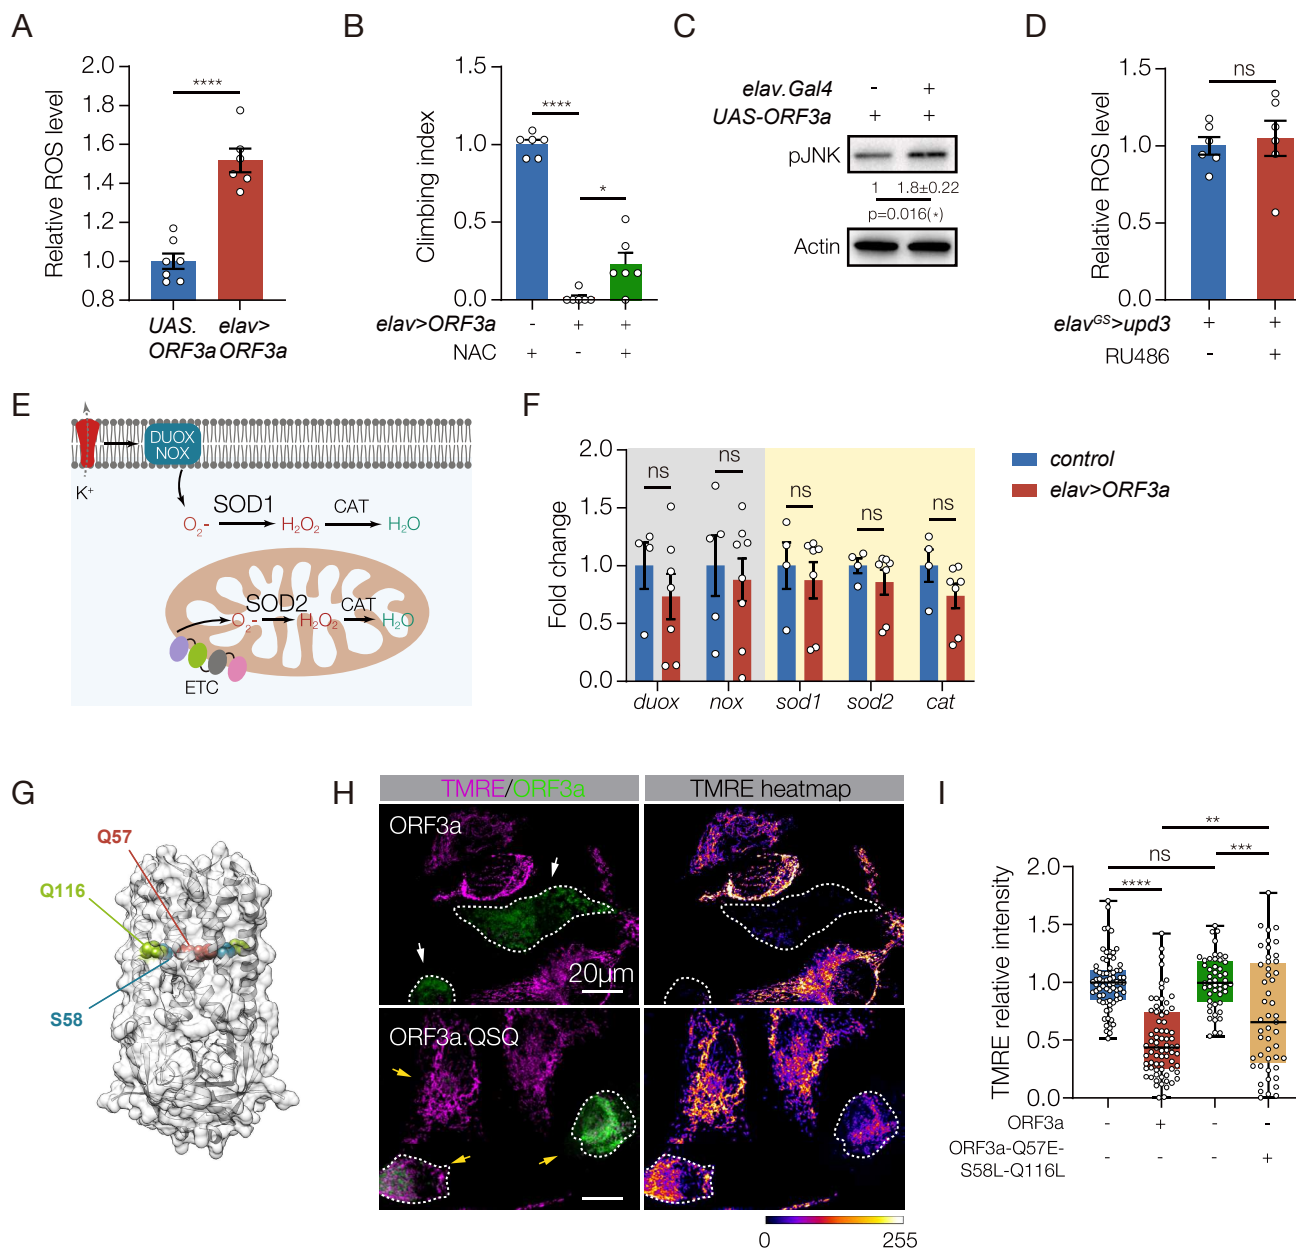 A
Relative ROS level
2.0
1.8
1.6
1.4
1.2
1.0
0.8
****
UAS. elav>
ORF3a ORF3a
B
Climbing index
1.5
1.0
0.5
0.0
****
*
elav>ORF3a - + +
NAC + - +
C
elav.Gal4 - +
UAS-ORF3a + +
pJNK
1 1.8±0.22
p=0.016(*)
Actin
D
Relative ROS level
1.5
1.0
0.5
0.0
ns
elavGS>upd3 + +
RU486 - +
E
DUOX
NOX
K+
O2- SOD1 H2O2 CAT H2O
O2- SOD2 H2O2 CAT H2O
ETC
F
Fold change
2.0
1.5
1.0
0.5
0.0
ns ns ns ns ns
duox nox sod1 sod2 cat
control
elav>ORF3a
G
Q57
Q116
S58
H
TMRE/ORF3a TMRE heatmap
ORF3a
20μm
ORF3a.QSQ
0 255
I
TMRE relative intensity
2.0
1.5
1.0
0.5
0.0
**
ns ***
****
ORF3a - + - -
ORF3a-Q57E-
S58L-Q116L - - - +